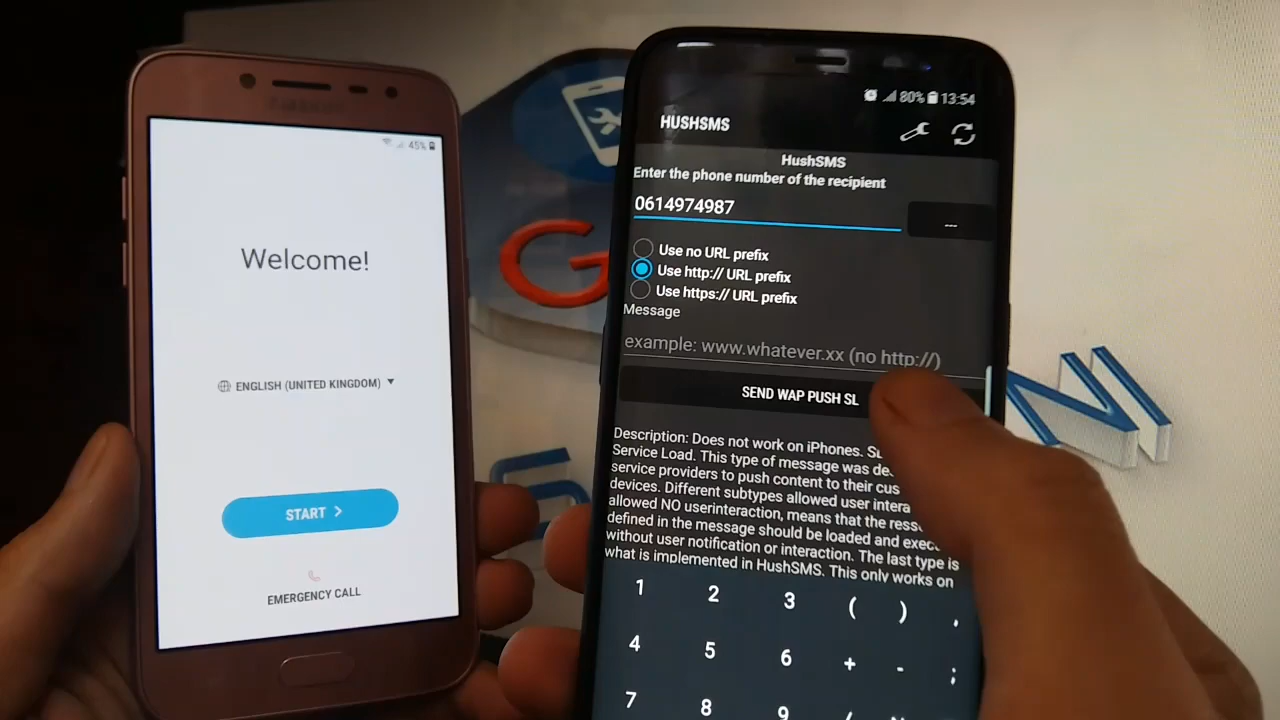 45%
Welcome!
ENGLISH (UNITED KINGDOM)
START
EMERGENCY CALL
80% 13:54
HUSHSMS
HushSMS
Enter the phone number of the recipient
0614974987
...
Use no URL prefix
Use http:// URL prefix
Use https:// URL prefix
Message
example: www.whatever.xx (no http://)
SEND WAP PUSH SL
Description: Does not work on iPhones.
Service Load. This type of message was
service providers to push content to their
devices. Different subtypes allowed user
allowed NO userinteraction, means that the
defined in the message should be loaded and
without user notification or interaction. The last type is
what is implemented in HushSMS. This only works on
1 2 3 ( ) .
4 5 6 + - ;
7 8 9
G
N